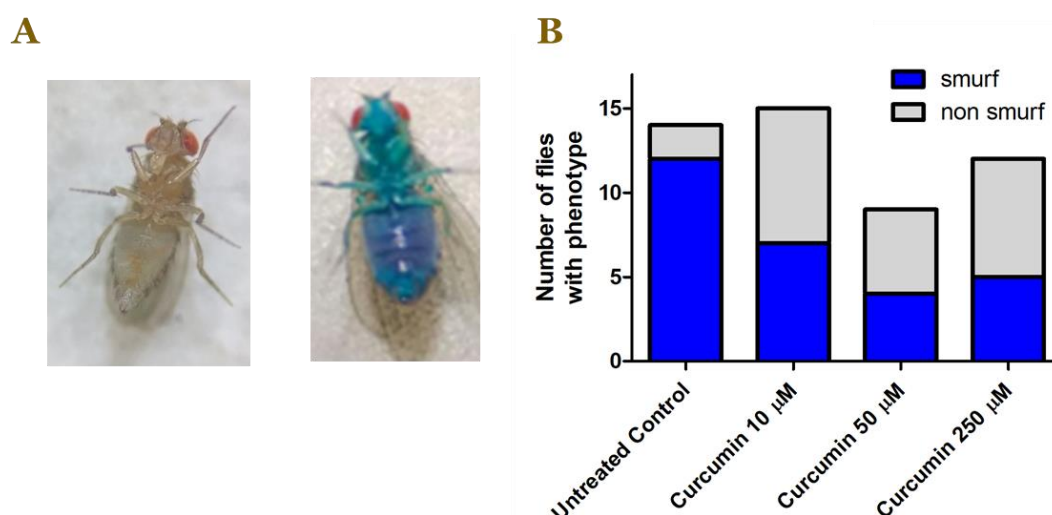 A
B
smurf
non smurf
Number of flies
with phenotype
15
10
5
0
Untreated Control
Curcumin 10 µM
Curcumin 50 µM
Curcumin 250 µM